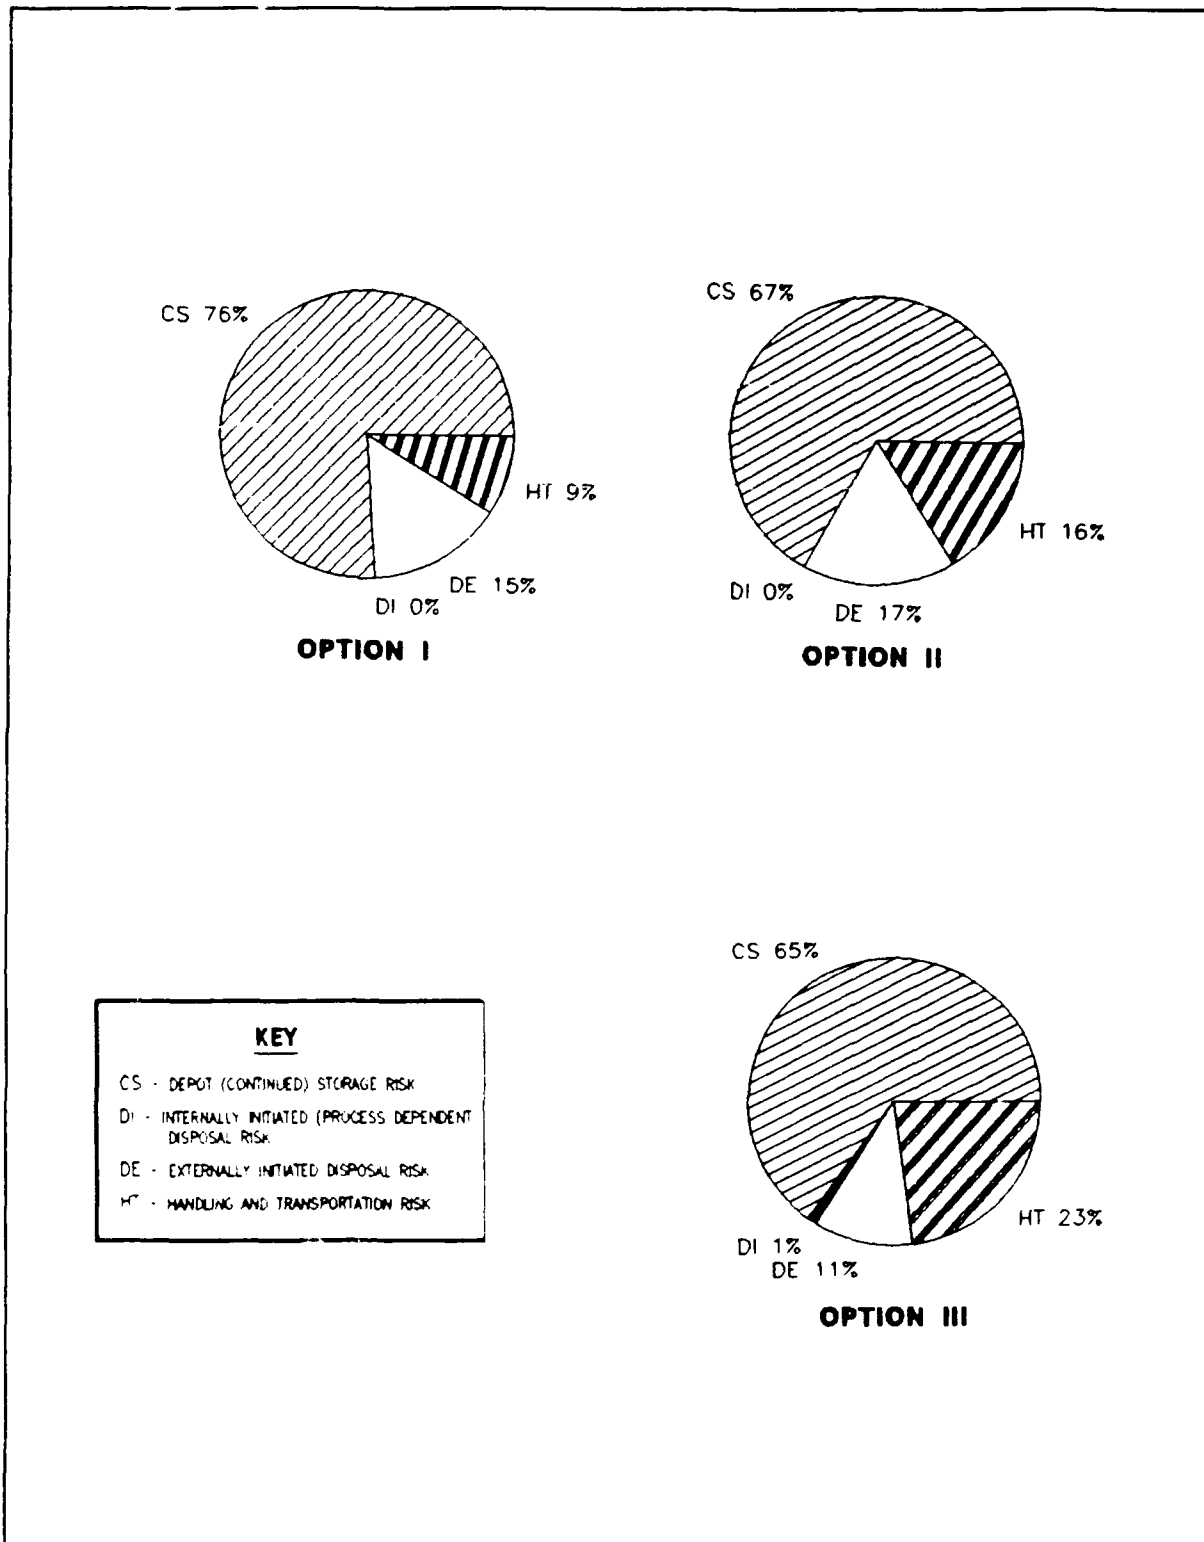 CS 76%
HT 9%
DE 15%
DI 0%
OPTION I
CS 67%
HT 16%
DI 0%
DE 17%
OPTION II
CS 65%
HT 23%
DI 1%
DE 11%
OPTION III
KEY
CS - DEPOT (CONTINUED) STORAGE RISK
DI - INTERNALLY INITIATED (PROCESS DEPENDENT
DISPOSAL RISK
DE - EXTERNALLY INITIATED DISPOSAL RISK
HT - HANDLING AND TRANSPORTATION RISK